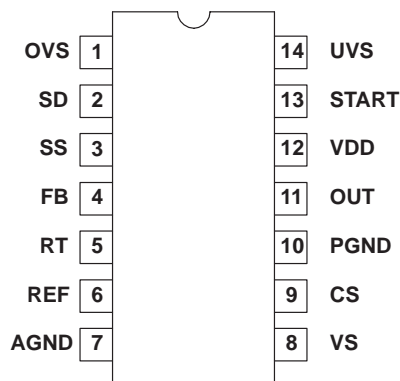 OVS 1 14 UVS
SD 2 13 START
SS 3 12 VDD
FB 4 11 OUT
RT 5 10 PGND
REF 6 9 CS
AGND 7 8 VS